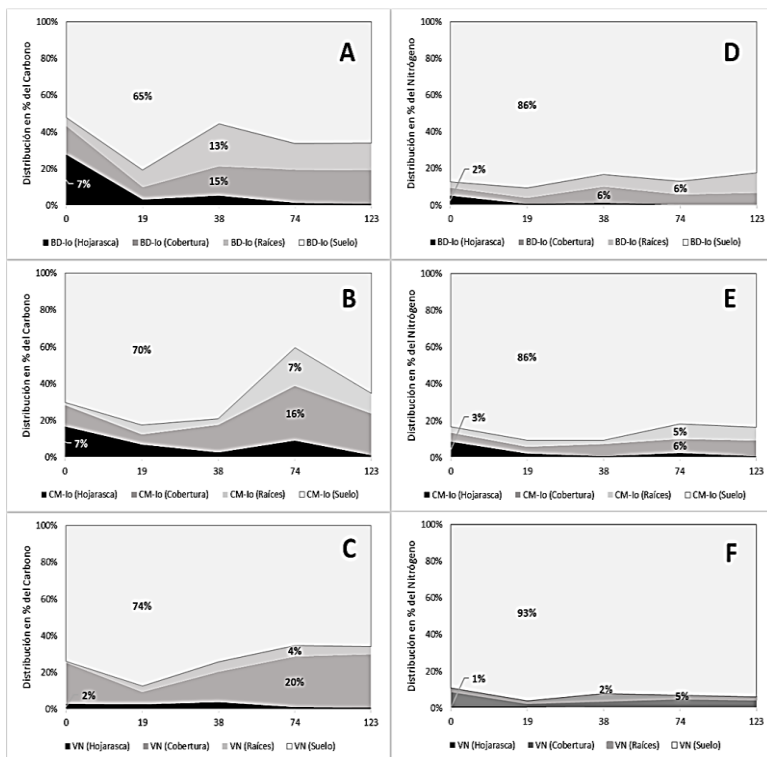 Distribución en % del Carbono
100%
80%
60%
40%
20%
0%
A
65%
13%
15%
7%
0 19 38 74 123
■ BD-Io (Hojarasca) ■ BD-Io (Cobertura) ■ BD-Io (Raíces) □ BD-Io (Suelo)
Distribución en % del Nitrógeno
100%
80%
60%
40%
20%
0%
D
86%
2%
6%
6%
0 19 38 74 123
■ BD-Io (Hojarasca) ■ BD-Io (Cobertura) ■ BD-Io (Raíces) □ BD-Io (Suelo)
Distribución en % del Carbono
100%
80%
60%
40%
20%
0%
B
70%
7%
16%
7%
0 19 38 74 123
■ CM-Io (Hojarasca) ■ CM-Io (Cobertura) ■ CM-Io (Raíces) □ CM-Io (Suelo)
Distribución en % del Nitrógeno
100%
80%
60%
40%
20%
0%
E
86%
3%
5%
6%
0 19 38 74 123
■ CM-Io (Hojarasca) ■ CM-Io (Cobertura) ■ CM-Io (Raíces) □ CM-Io (Suelo)
Distribución en % del Carbono
100%
80%
60%
40%
20%
0%
C
74%
4%
20%
2%
0 19 38 74 123
■ VN (Hojarasca) ■ VN (Cobertura) ■ VN (Raíces) □ VN (Suelo)
Distribución en % del Nitrógeno
100%
80%
60%
40%
20%
0%
F
93%
1%
2%
5%
0 19 38 74 123
■ VN (Hojarasca) ■ VN (Cobertura) ■ VN (Raíces) □ VN (Suelo)